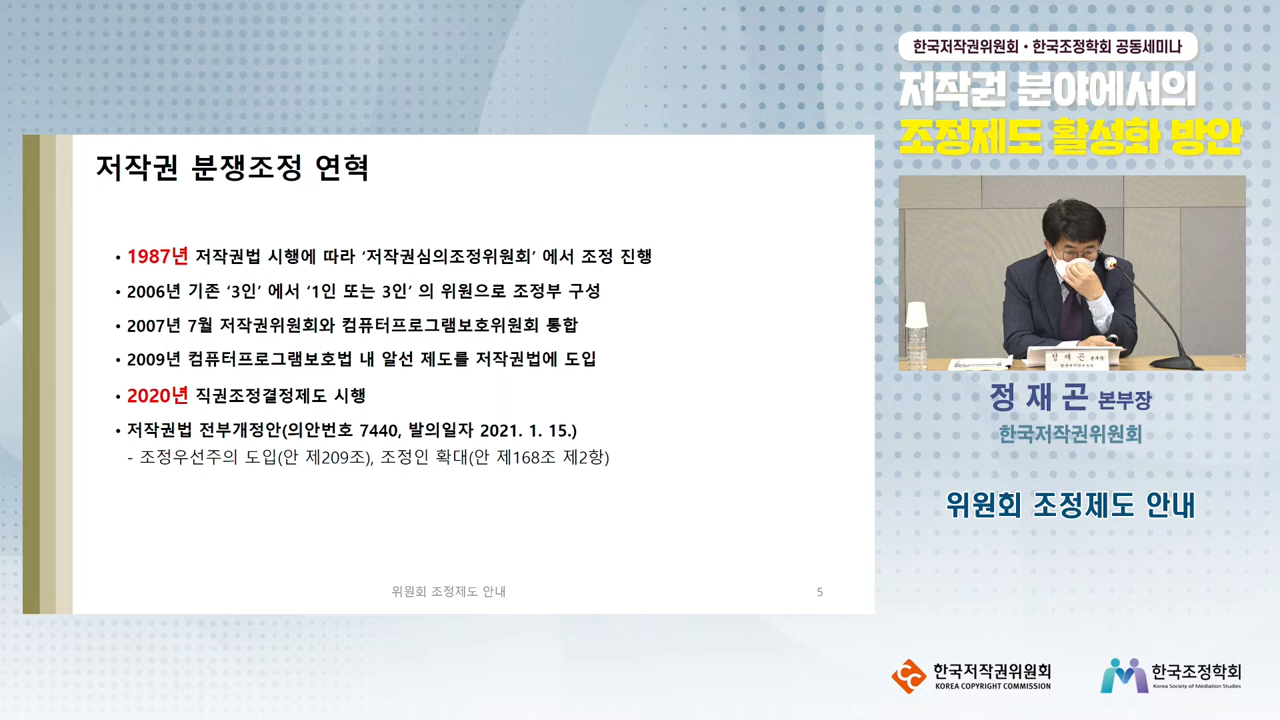 한국저작권위원회 · 한국조정학회 공동세미나
저작권 분야에서의
조정제도 활성화 방안
저작권 분쟁조정 연혁
• 1987년 저작권법 시행에 따라 ‘저작권심의조정위원회’ 에서 조정 진행
• 2006년 기존 ‘3인’ 에서 ‘1인 또는 3인’ 의 위원으로 조정부 구성
• 2007년 7월 저작권위원회와 컴퓨터프로그램보호위원회 통합
• 2009년 컴퓨터프로그램보호법 내 알선 제도를 저작권법에 도입
• 2020년 직권조정결정제도 시행
• 저작권법 전부개정안(의안번호 7440, 발의일자 2021. 1. 15.)
- 조정우선주의 도입(안 제209조), 조정인 확대(안 제168조 제2항)
위원회 조정제도 안내
5
정 재 곤 본부장
정 재 곤 본부장
한국저작권위원회
위원회 조정제도 안내
한국저작권위원회
KOREA COPYRIGHT COMMISSION
한국조정학회
Korea Society of Mediation Studies